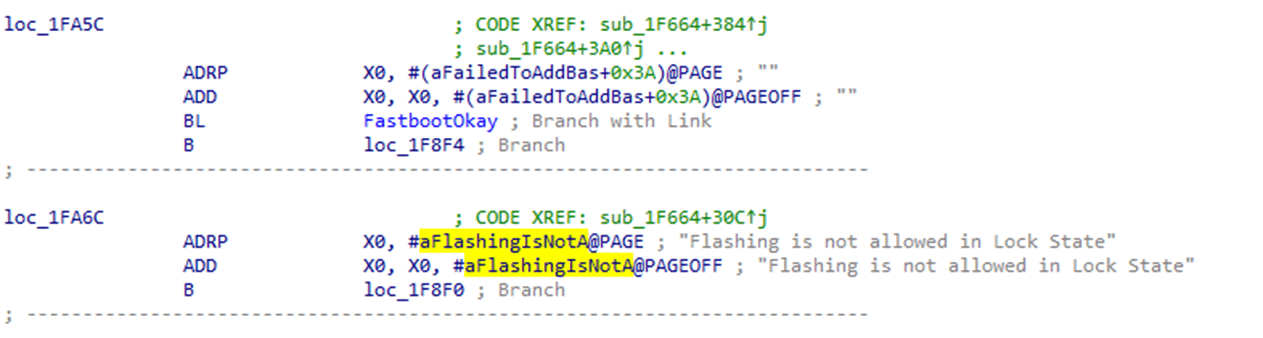 loc_1FA5C ; CODE XREF: sub_1F664+384↑j
; sub_1F664+3A0↑j ...
ADRP X0, #(aFailedToAddBas+0x3A)@PAGE ; ""
ADD X0, X0, #(aFailedToAddBas+0x3A)@PAGEOFF ; ""
BL FastbootOkay ; Branch with Link
B loc_1F8F4 ; Branch
; ---------------------------------------------------------------------------
loc_1FA6C ; CODE XREF: sub_1F664+30C↑j
ADRP X0, #aFlashingIsNotA@PAGE ; "Flashing is not allowed in Lock State"
ADD X0, X0, #aFlashingIsNotA@PAGEOFF ; "Flashing is not allowed in Lock State"
B loc_1F8F0 ; Branch
; ---------------------------------------------------------------------------